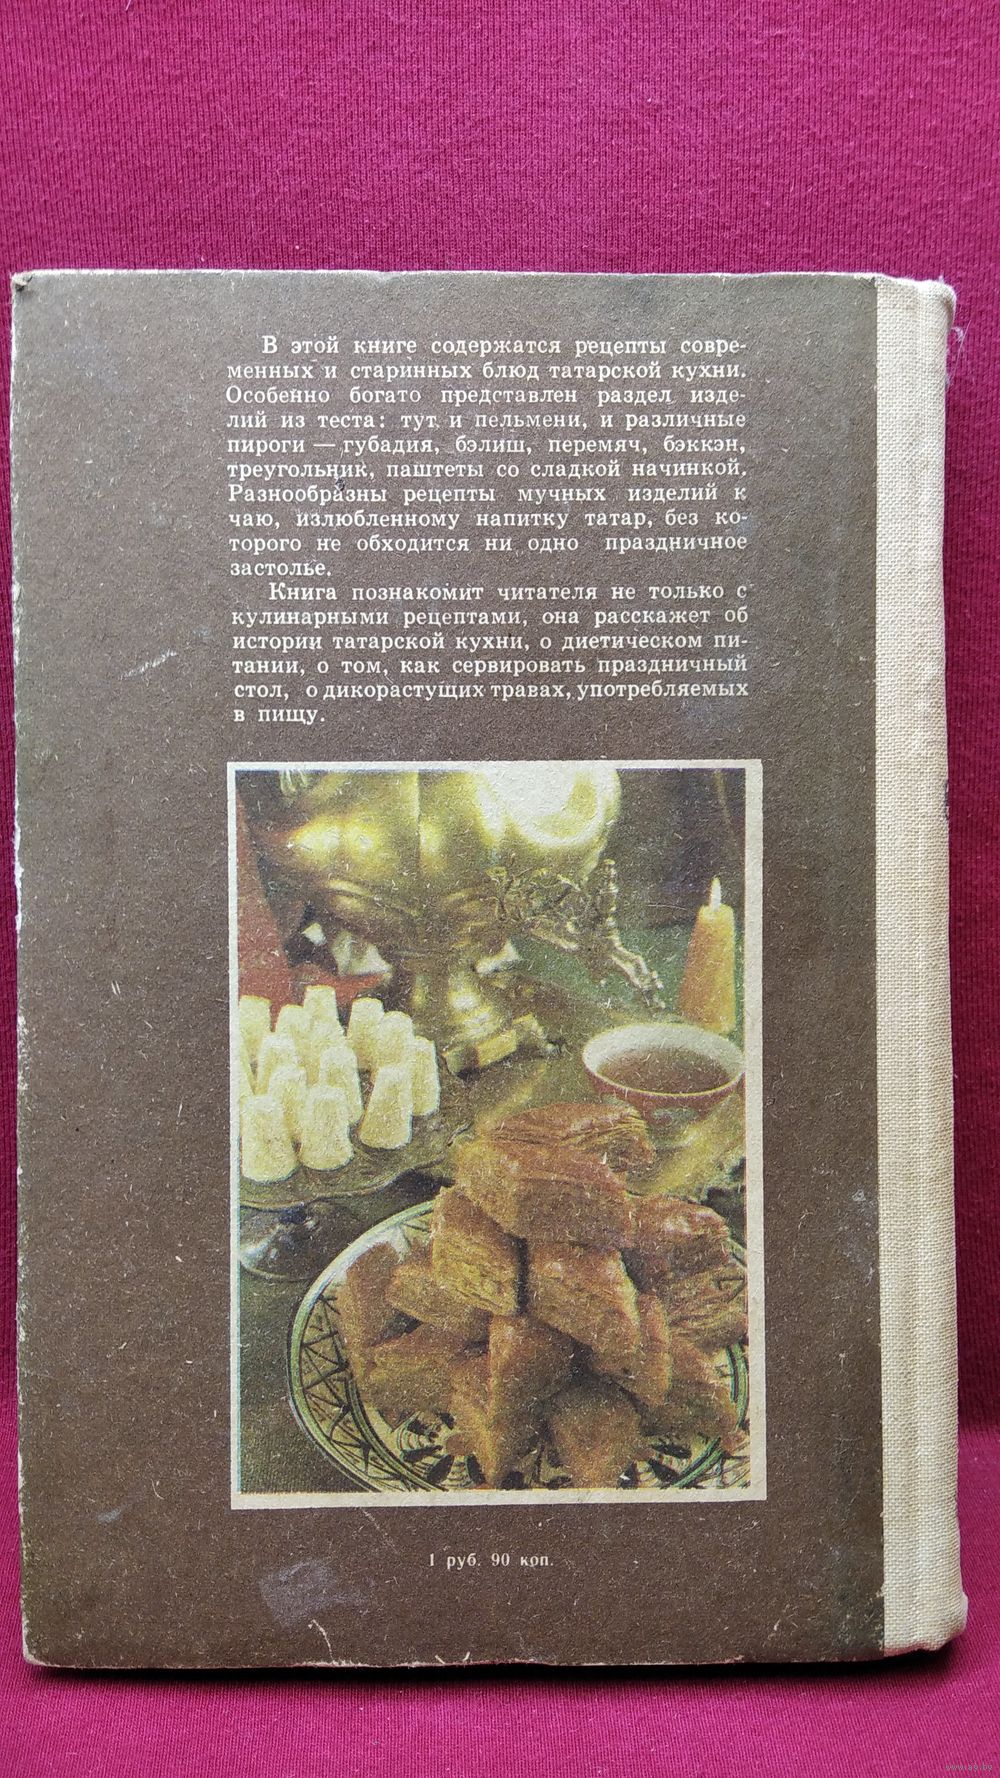 В этой книге содержатся рецепты совре-
менных и старинных блюд татарской кухни.
Особенно богато представлен раздел изде-
лий из теста: тут и пельмени, и различные
пироги — губадия, бэлиш, перемяч, бэккэн,
треугольник, паштеты со сладкой начинкой.
Разнообразны рецепты мучных изделий к
чаю, излюбленному напитку татар, без ко-
торого не обходится ни одно праздничное
застолье.
Книга познакомит читателя не только с
кулинарными рецептами, она расскажет об
истории татарской кухни, о диетическом пи-
тании, о том, как сервировать праздничный
стол, о дикорастущих травах, употребляемых
в пищу.
1 руб. 90 коп.